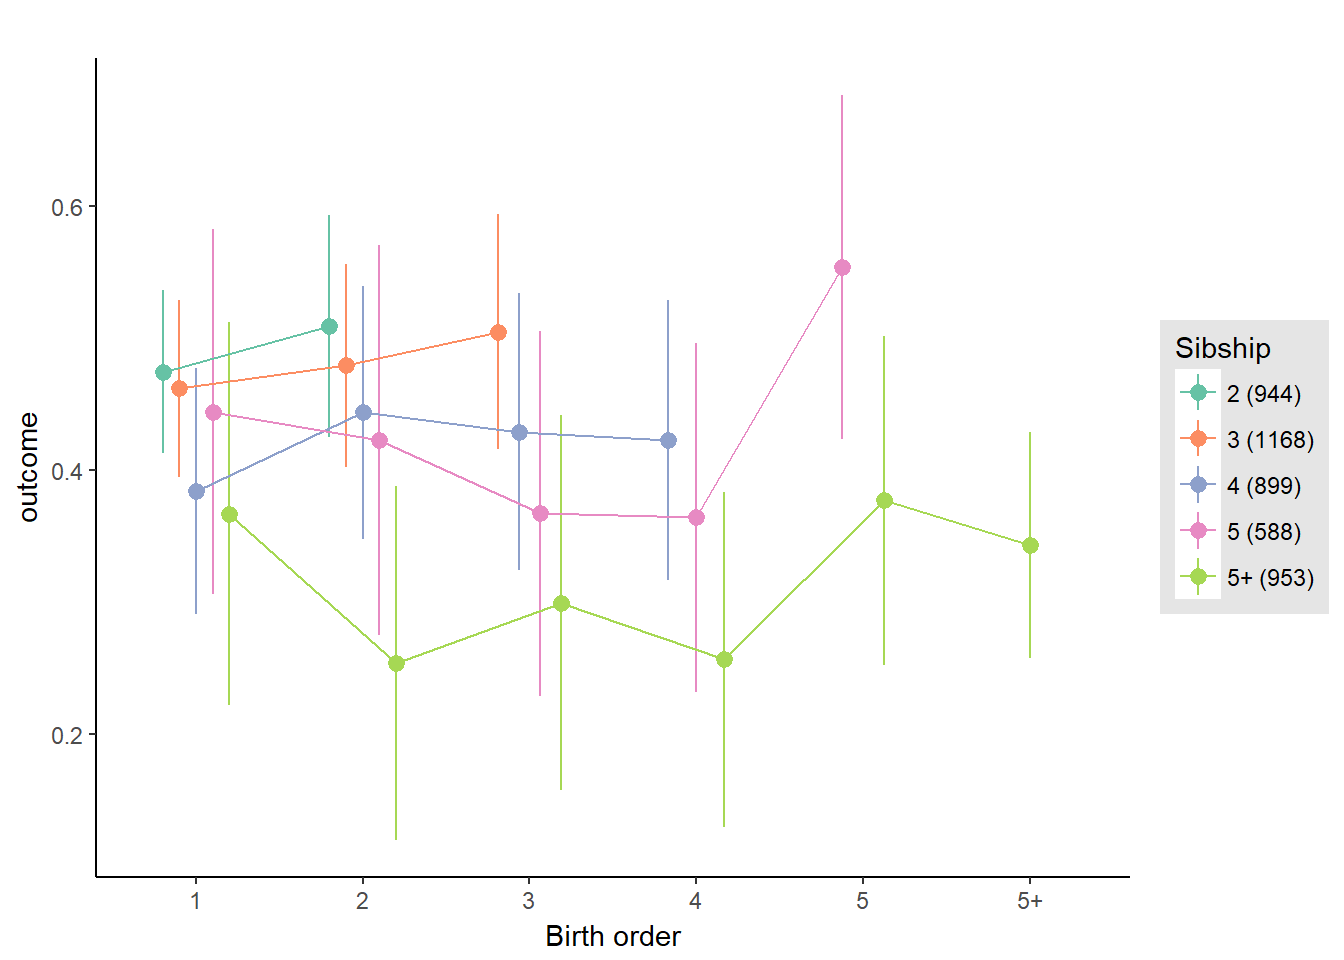 outcome
0.6
0.4
0.2
1 2 3 4 5 5+
Birth order
Sibship
2 (944)
3 (1168)
4 (899)
5 (588)
5+ (953)